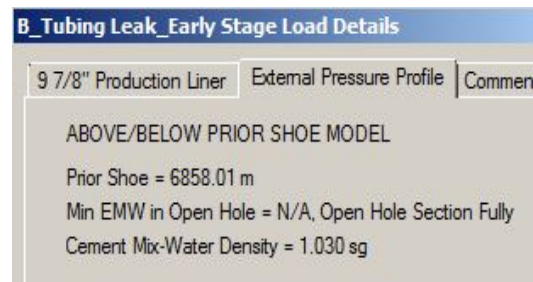 B_Tubing Leak_Early Stage Load Details
9 7/8" Production Liner External Pressure Profile Commen
ABOVE/BELOW PRIOR SHOE MODEL
Prior Shoe = 6858.01 m
Min EMW in Open Hole = N/A, Open Hole Section Fully
Cement Mix-Water Density = 1.030 sg